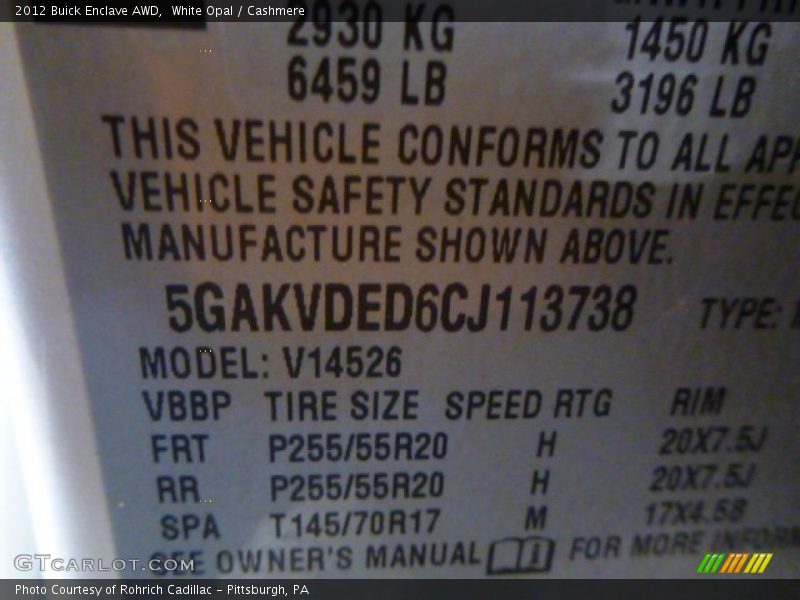 2012 Buick Enclave AWD,  White Opal / Cashmere
2930 KG 1450 KG
6459 LB 3196 LB
THIS VEHICLE CONFORMS TO ALL APP
VEHICLE SAFETY STANDARDS IN EFFEC
MANUFACTURE SHOWN ABOVE.
5GAKVDED6CJ113738 TYPE:
MODEL: V14526
VBBP TIRE SIZE SPEED RTG RIM
FRT P255/55R20 H 20X7.5J
RR P255/55R20 H 20X7.5J
SPA T145/70R17 M 17X4.5B
SEE OWNER'S MANUAL FOR MORE INFORM
GTCarLot.com
Photo Courtesy of Rohrich Cadillac - Pittsburgh, PA